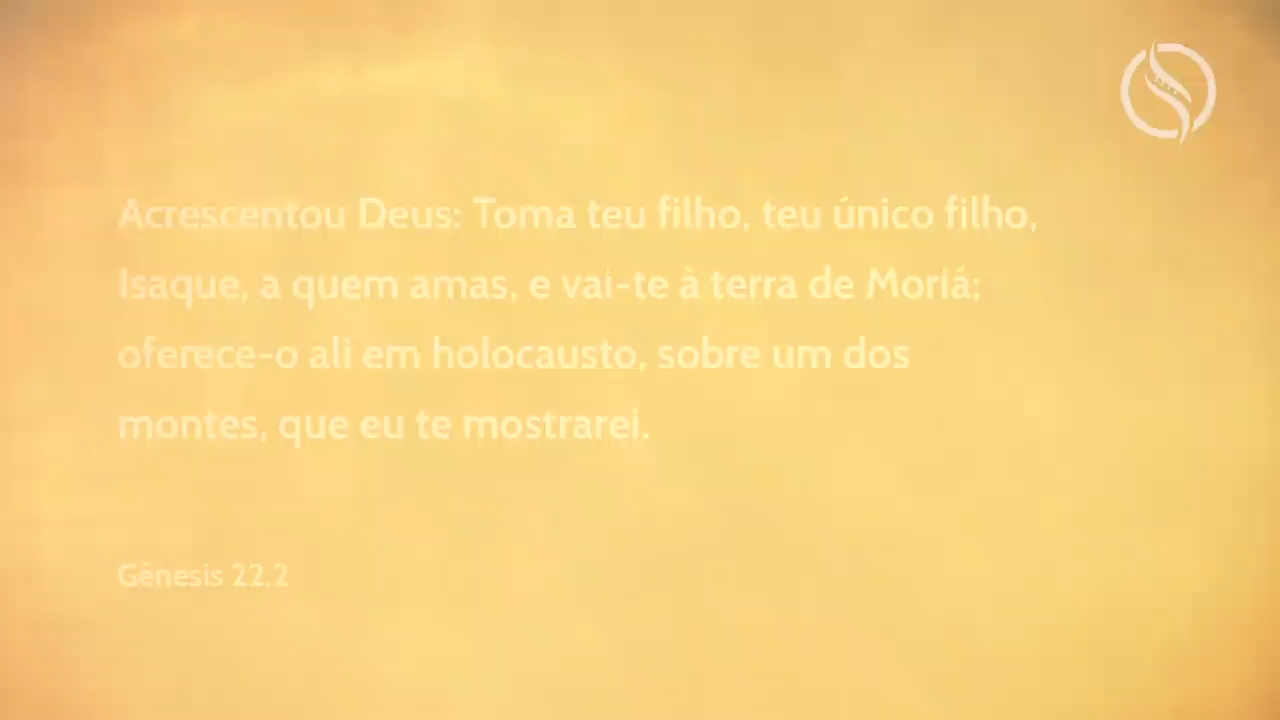 Acrescentou Deus: Toma teu filho, teu único filho,
Isaque, a quem amas, e vai-te à terra de Moriá;
oferece-o ali em holocausto, sobre um dos
montes, que eu te mostrarei.
Gênesis 22.2